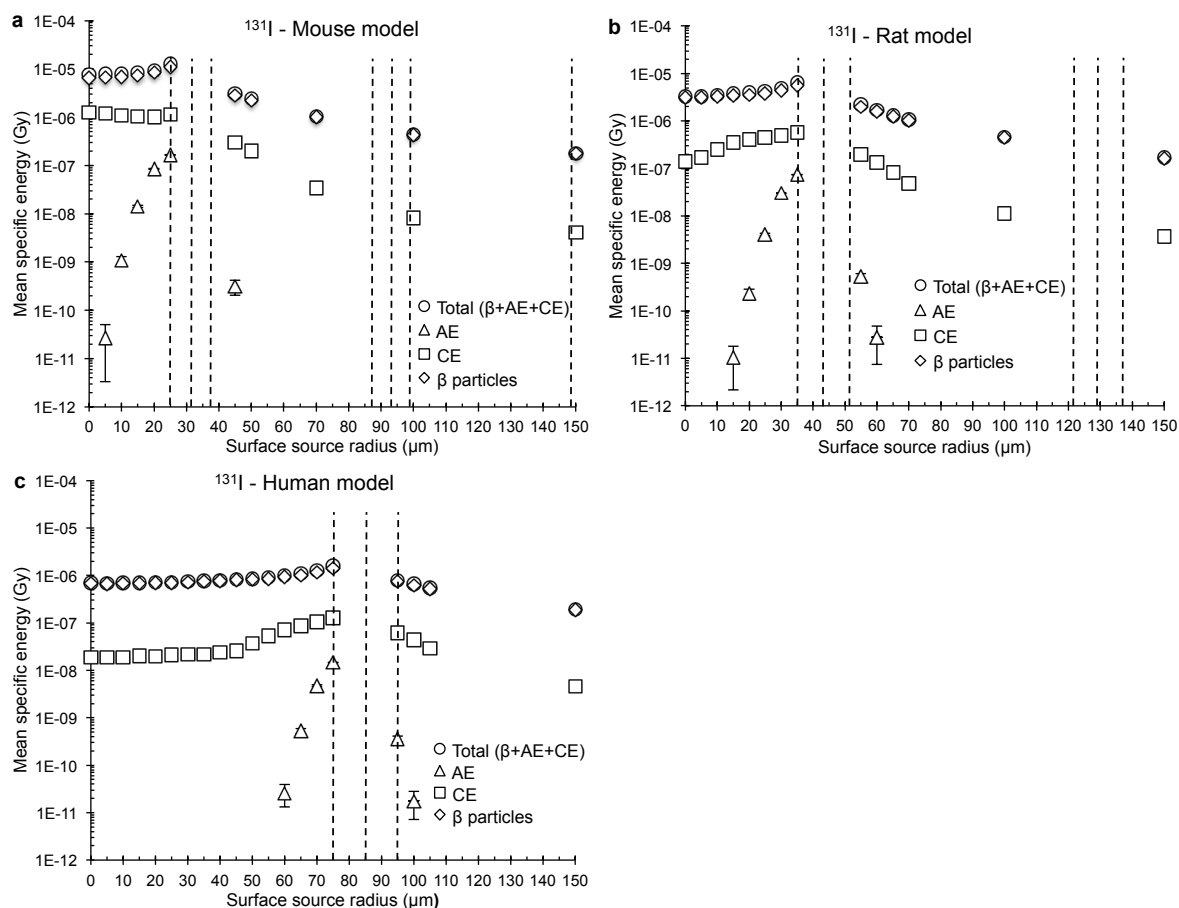 a
¹³¹I - Mouse model
Mean specific energy (Gy)
1E-04
1E-05
1E-06
1E-07
1E-08
1E-09
1E-10
1E-11
1E-12
Total (β+AE+CE)
AE
CE
β particles
0 10 20 30 40 50 60 70 80 90 100 110 120 130 140 150
Surface source radius (µm)
b
¹³¹I - Rat model
Mean specific energy (Gy)
1E-04
1E-05
1E-06
1E-07
1E-08
1E-09
1E-10
1E-11
1E-12
Total (β+AE+CE)
AE
CE
β particles
0 10 20 30 40 50 60 70 80 90 100 110 120 130 140 150
Surface source radius (µm)
c
¹³¹I - Human model
Mean specific energy (Gy)
1E-04
1E-05
1E-06
1E-07
1E-08
1E-09
1E-10
1E-11
1E-12
Total (β+AE+CE)
AE
CE
β particles
0 10 20 30 40 50 60 70 80 90 100 110 120 130 140 150
Surface source radius (µm)